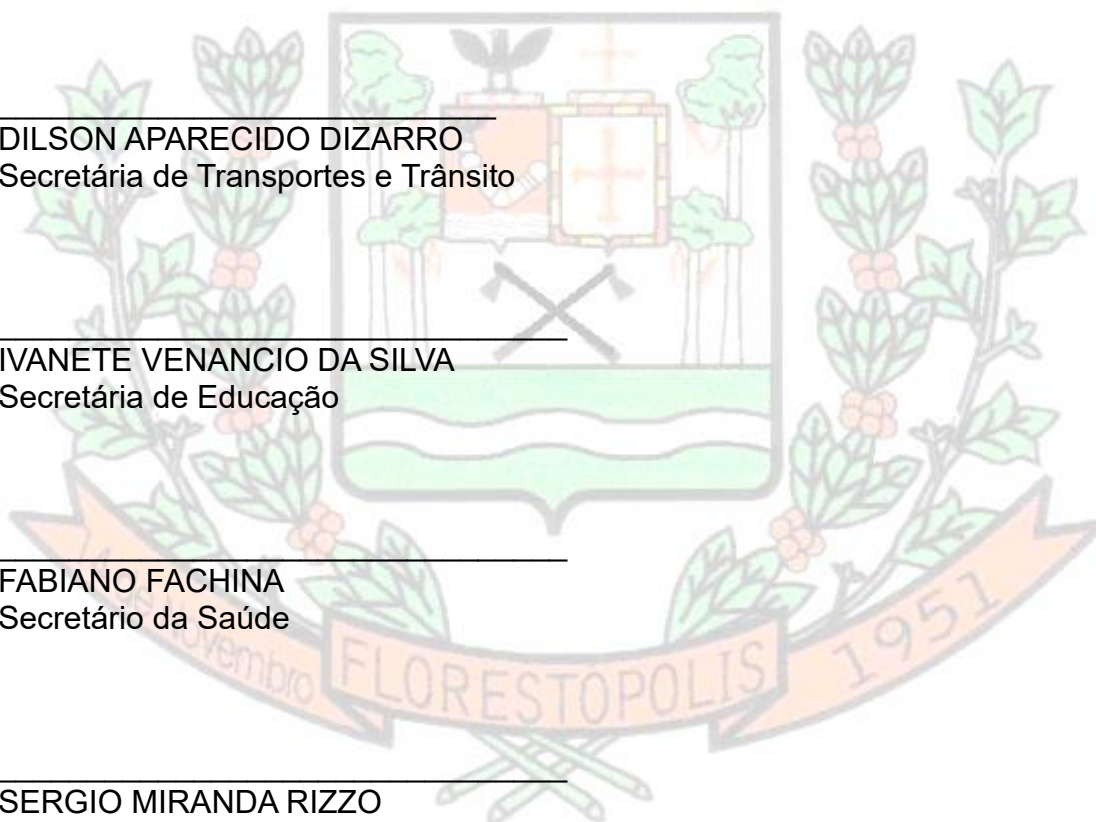 DILSON APARECIDO DIZARRO
Secretária de Transportes e Trânsito
IVANETE VENANCIO DA SILVA
Secretária de Educação
FABIANO FACHINA
Secretário da Saúde
SERGIO MIRANDA RIZZO
Novembro
FLORESTÓPOLIS
1951